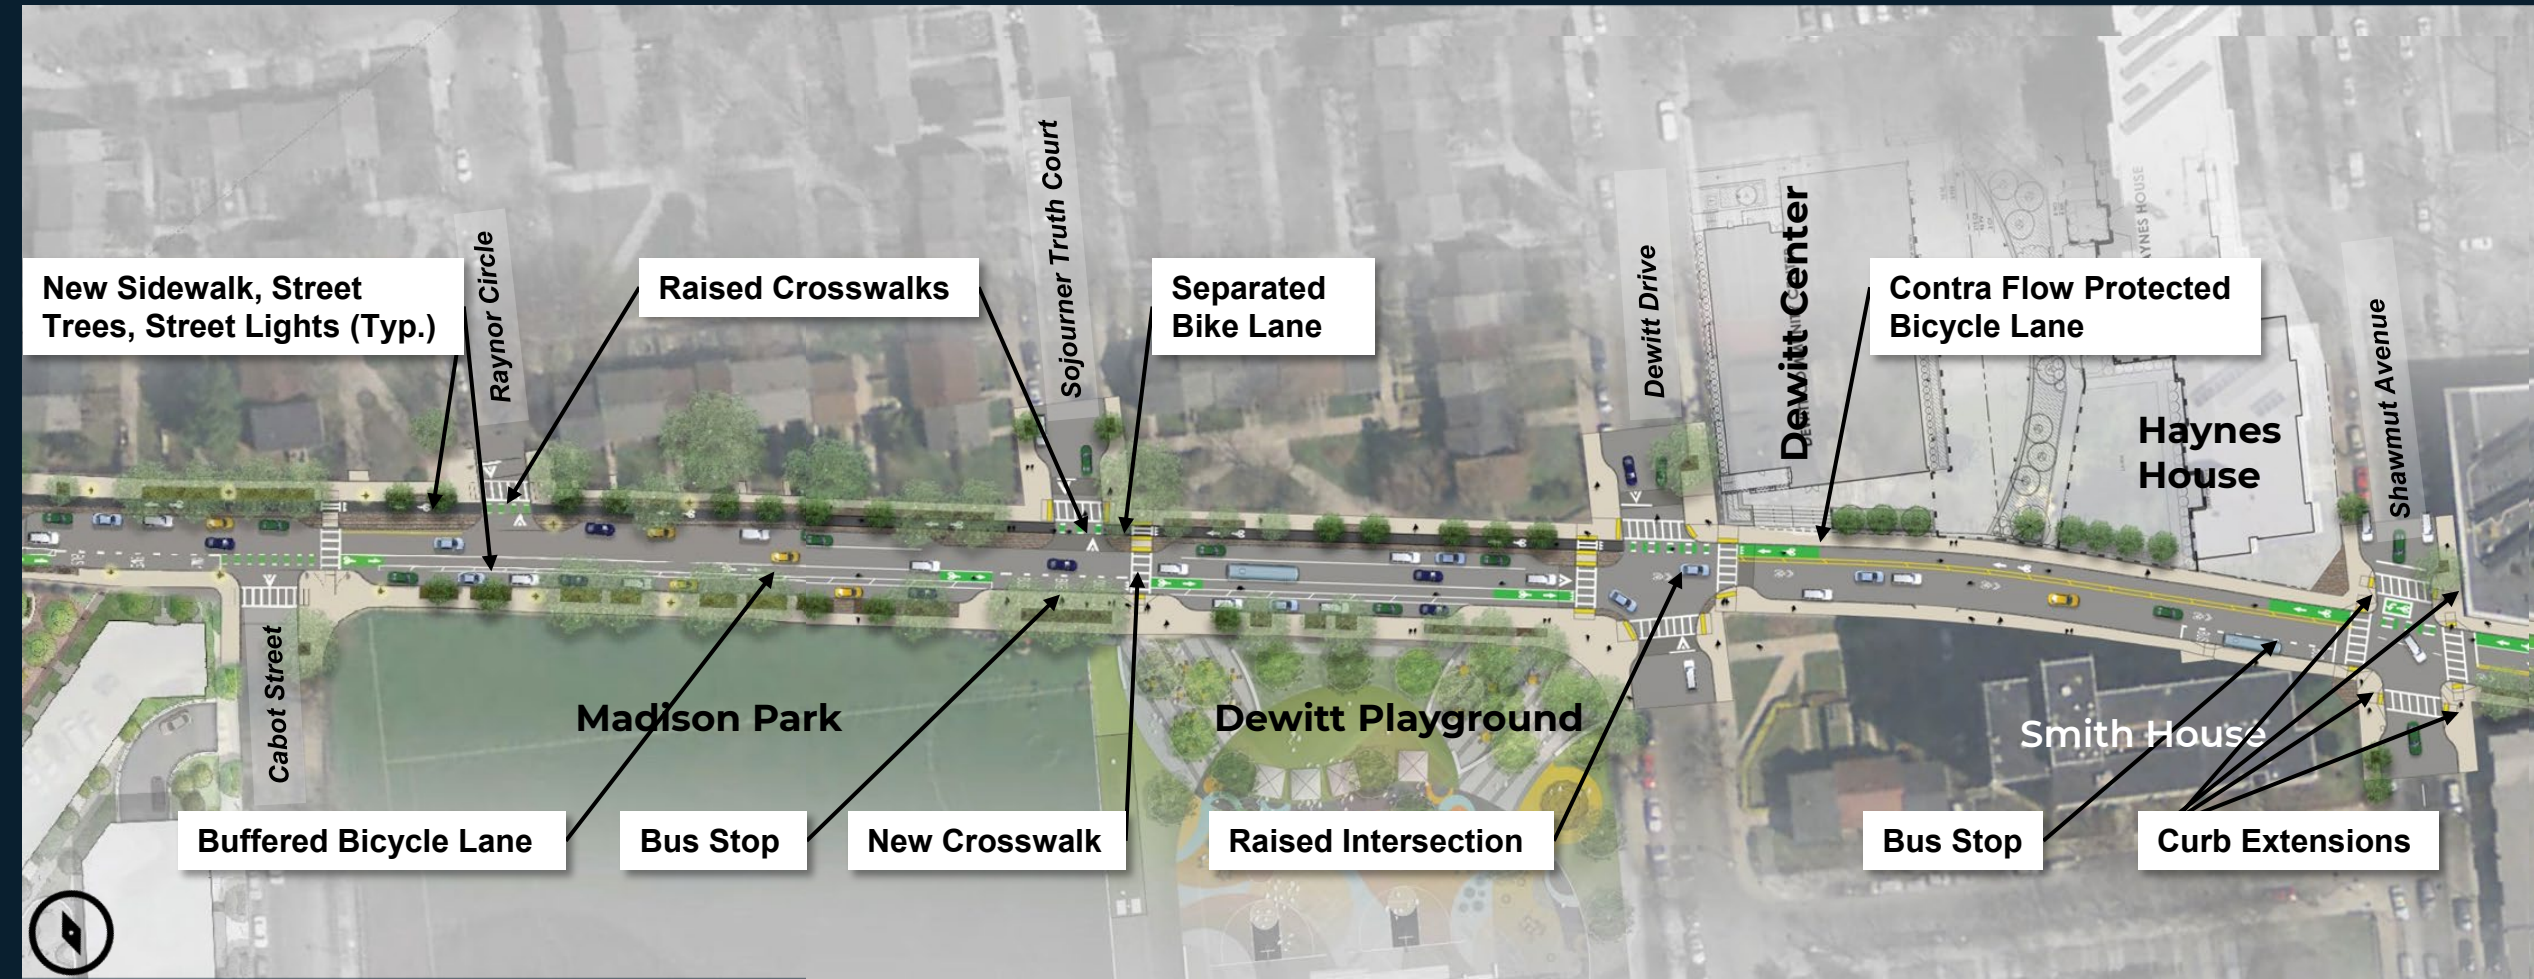 Raynor Circle
Sojourner Truth Court
Dewitt Drive
Dewitt Center
Shawmut Avenue
New Sidewalk, Street
Trees, Street Lights (Typ.)
Raised Crosswalks
Separated
Bike Lane
Contra Flow Protected
Bicycle Lane
YNES HOUSE
Haynes
House
Cabot Street
Madison Park
Dewitt Playground
Smith House
Buffered Bicycle Lane
Bus Stop
New Crosswalk
Raised Intersection
Bus Stop
Curb Extensions